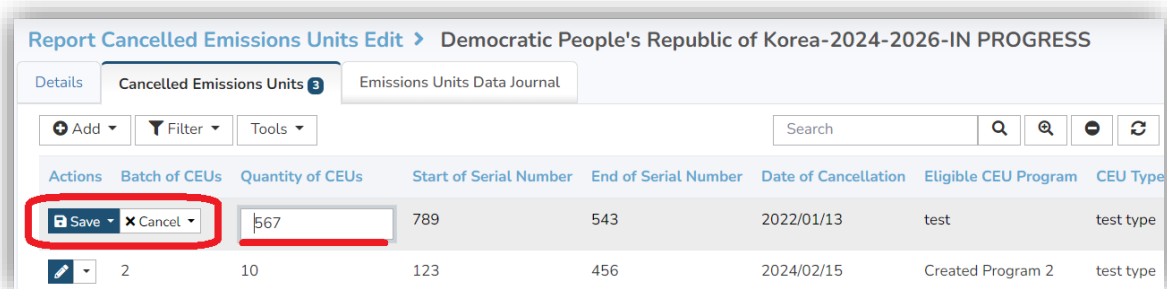 Report Cancelled Emissions Units Edit > Democratic People's Republic of Korea-2024-2026-IN PROGRESS
Details Cancelled Emissions Units 3 Emissions Units Data Journal
Add Filter Tools Search
Actions Batch of CEUs Quantity of CEUs Start of Serial Number End of Serial Number Date of Cancellation Eligible CEU Program CEU Type
Save Cancel 567 789 543 2022/01/13 test test type
2 10 123 456 2024/02/15 Created Program 2 test type